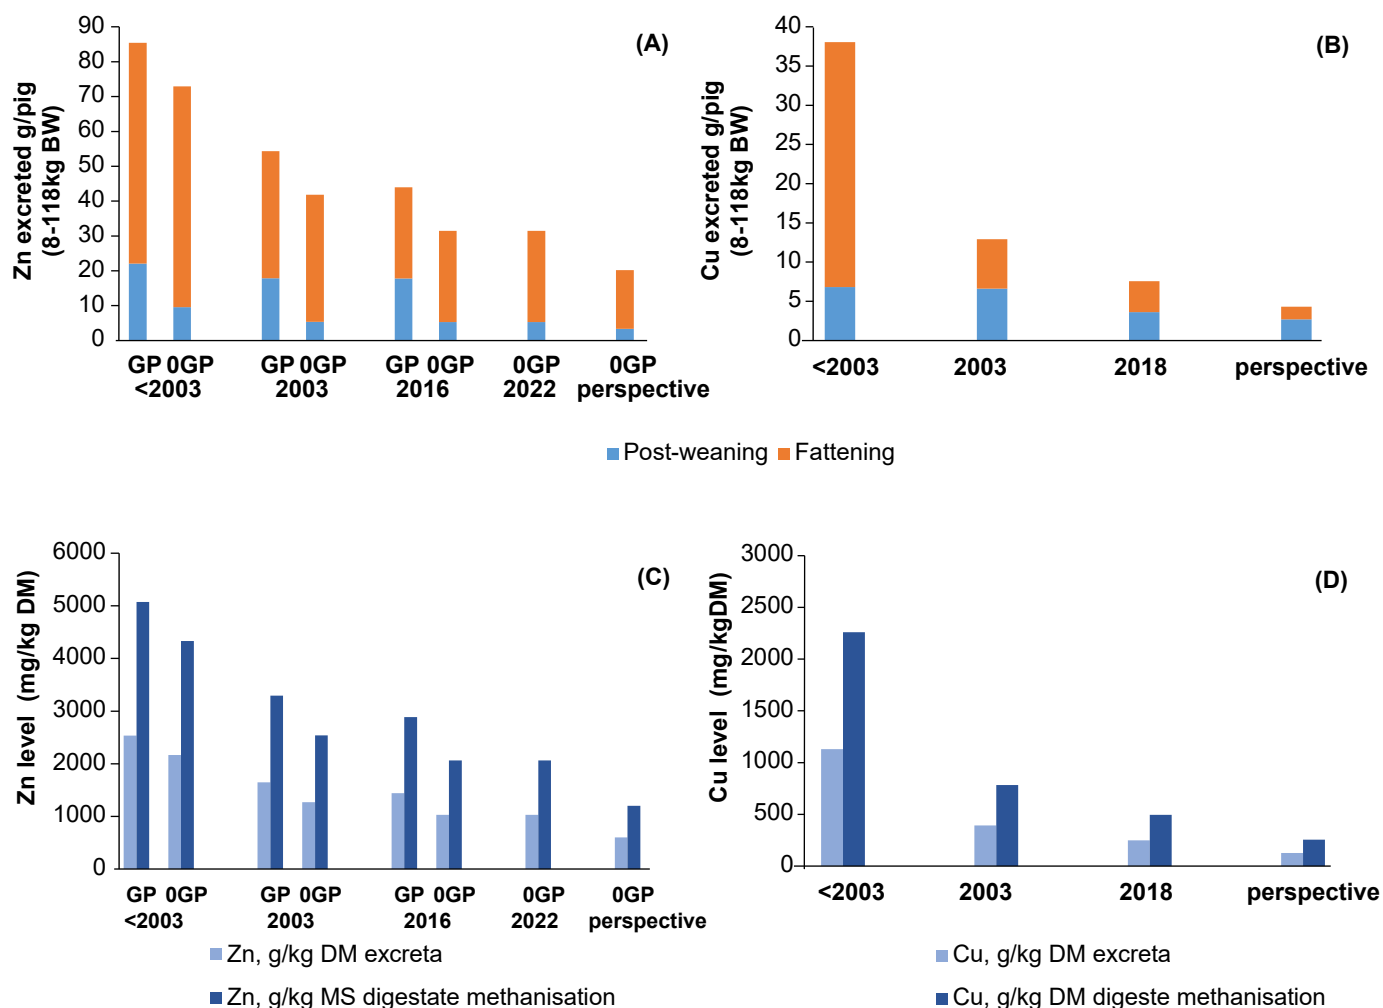 (A)
Zn excreted g/pig
(8-118kg BW)
90
80
70
60
50
40
30
20
10
0
GP 0GP GP 0GP GP 0GP 0GP 0GP
<2003 2003 2016 2022 perspective
(B)
Cu excreted g/pig
(8-118kg BW)
40
35
30
25
20
15
10
5
0
<2003 2003 2018 perspective
Post-weaning Fattening
(C)
Zn level (mg/kg DM)
6000
5000
4000
3000
2000
1000
0
GP 0GP GP 0GP GP 0GP 0GP 0GP
<2003 2003 2016 2022 perspective
Zn, g/kg DM excreta
Zn, g/kg MS digestate methanisation
(D)
Cu level (mg/kgDM)
3000
2500
2000
1500
1000
500
0
<2003 2003 2018 perspective
Cu, g/kg DM excreta
Cu, g/kg DM digeste methanisation